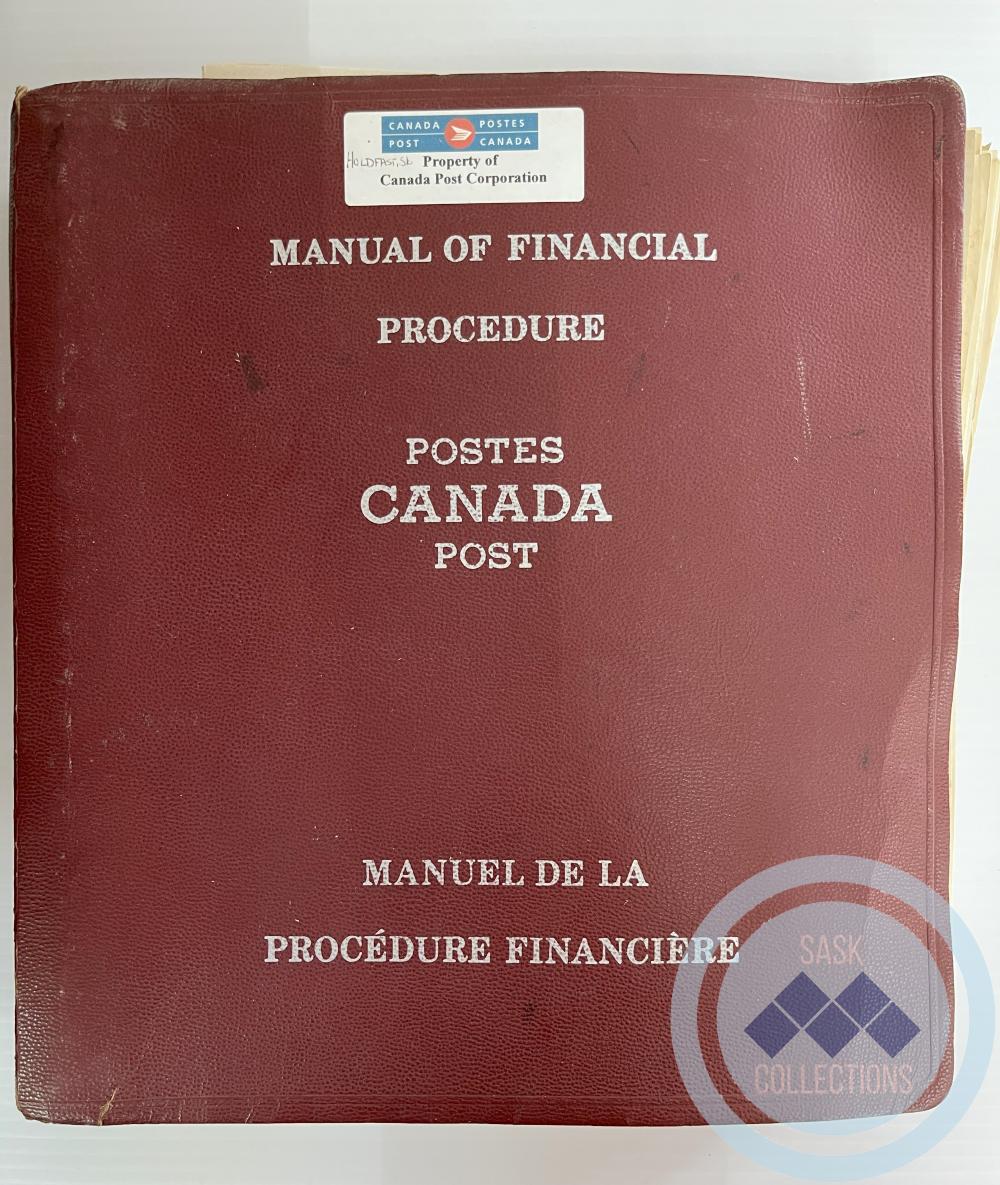 CANADA POSTES
POST CANADA
HOLDFAST, SK Property of
Canada Post Corporation
MANUAL OF FINANCIAL
PROCEDURE
POSTES
CANADA
POST
MANUEL DE LA
PROCÉDURE FINANCIÈRE
SASK
COLLECTIONS